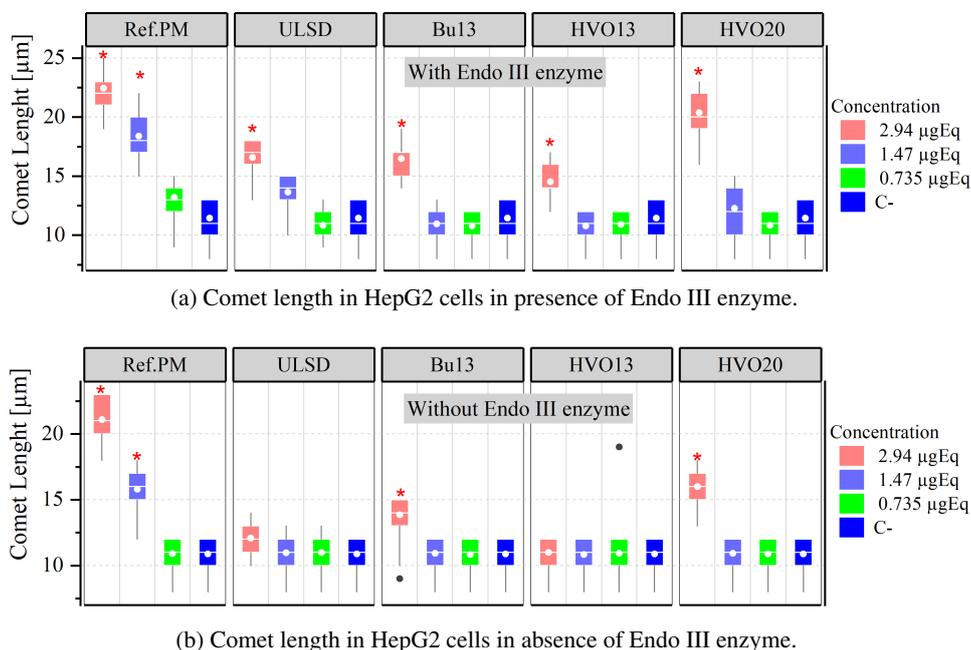 Ref.PM ULSD Bu13 HVO13 HVO20
Comet Lenght [µm]
25
20
15
10
* * * * * *
With Endo III enzyme
Concentration
2.94 µgEq
1.47 µgEq
0.735 µgEq
C-
(a) Comet length in HepG2 cells in presence of Endo III enzyme.
Ref.PM ULSD Bu13 HVO13 HVO20
Comet Lenght [µm]
20
15
10
* * * *
Without Endo III enzyme
Concentration
2.94 µgEq
1.47 µgEq
0.735 µgEq
C-
(b) Comet length in HepG2 cells in absence of Endo III enzyme.